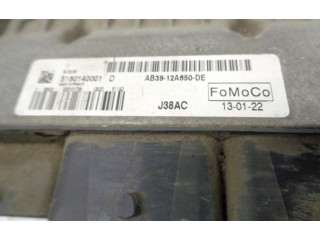 S180140001 D
AB39-12A650-DE
J38AC
FoMoCo
13-01-22